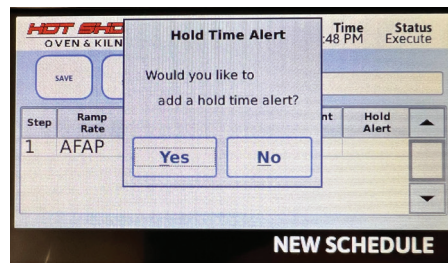 HOT SHO
OVEN & KILN
Time
Status
:48 PM
Execute
Hold Time Alert
Would you like to
add a hold time alert?
Yes
No
SAVE
Step
Ramp
Rate
nt
Hold
Alert
1
AFAP
NEW SCHEDULE